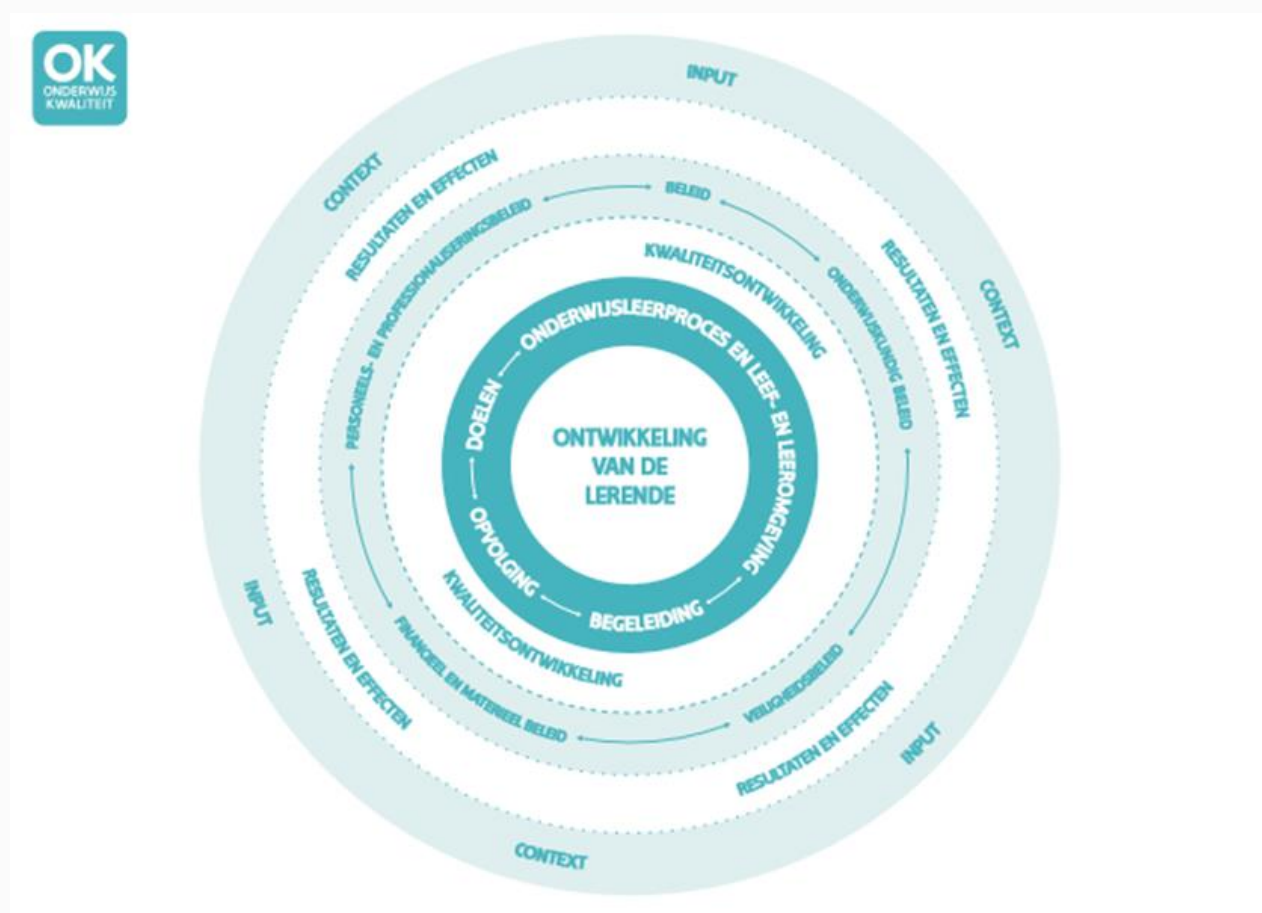 OK
ONDERWIJS
KWALITEIT
INPUT
CONTEXT
CONTEXT
INPUT
INPUT
CONTEXT
RESULTATEN EN EFFECTEN
RESULTATEN EN EFFECTEN
RESULTATEN EN EFFECTEN
RESULTATEN EN EFFECTEN
BELEID
PERSONEELS- EN PROFESSIONALISERINGSBELEID
ONDERWIJSKUNDIG BELEID
VEILIGHEIDSBELEID
FINANCIEEL EN MATERIEEL BELEID
KWALITEITSONTWIKKELING
KWALITEITSONTWIKKELING
ONDERWIJSLEERPROCES EN LEEF- EN LEEROMGEVING
DOELEN
OPVOLGING
BEGELEIDING
ONTWIKKELING
VAN DE
LERENDE